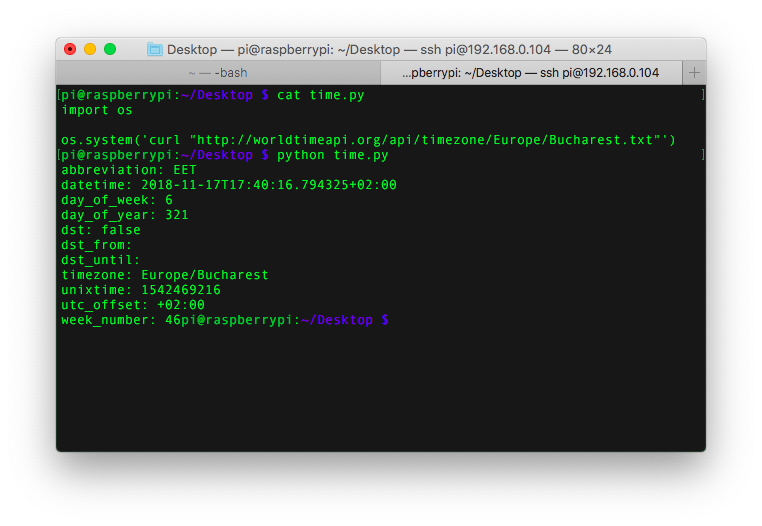 Desktop — pi@raspberrypi: ~/Desktop — ssh pi@192.168.0.104 — 80×24
~ — -bash
...pberrypi: ~/Desktop — ssh pi@192.168.0.104
+
[pi@raspberrypi:~/Desktop $ cat time.py ]
import os
os.system('curl "http://worldtimeapi.org/api/timezone/Europe/Bucharest.txt"')
[pi@raspberrypi:~/Desktop $ python time.py ]
abbreviation: EET
datetime: 2018-11-17T17:40:16.794325+02:00
day_of_week: 6
day_of_year: 321
dst: false
dst_from:
dst_until:
timezone: Europe/Bucharest
unixtime: 1542469216
utc_offset: +02:00
week_number: 46pi@raspberrypi:~/Desktop $